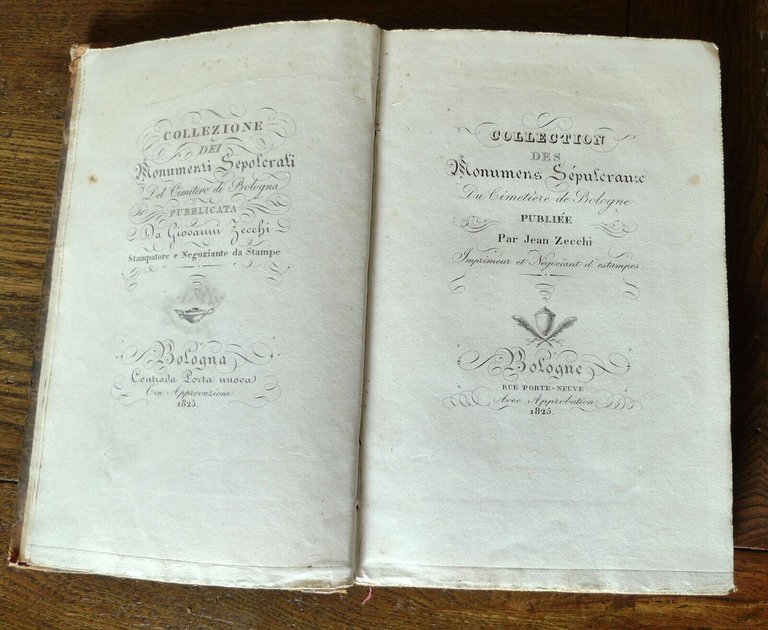 COLLEZIONE
DEI
Monumenti Sepolcrali
Del Cimitero di Bologna
PUBBLICATA
Da Giovanni Zecchi
Stampatore e Negoziante da Stampe
Bologna
Contrada Porta nuova
Con Approvazione
1825.
COLLECTION
DES
Monumens Sépulcraux
Du Cimetière de Bologne
PUBLIÉE
Par Jean Zecchi
Imprimeur et Négociant d'estampes
Bologne
RUE PORTE-NEUVE
Avec Approbation
1825.